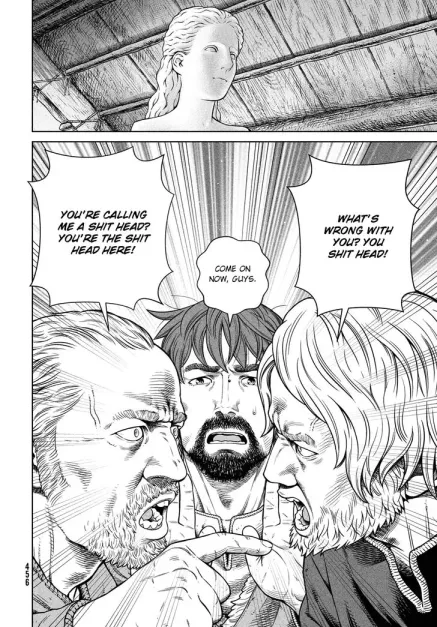 WHAT'S
WRONG WITH
YOU? YOU
SHIT HEAD!
COME ON
NOW, GUYS.
YOU'RE CALLING
ME A SHIT HEAD?
YOU'RE THE SHIT
HEAD HERE!
456